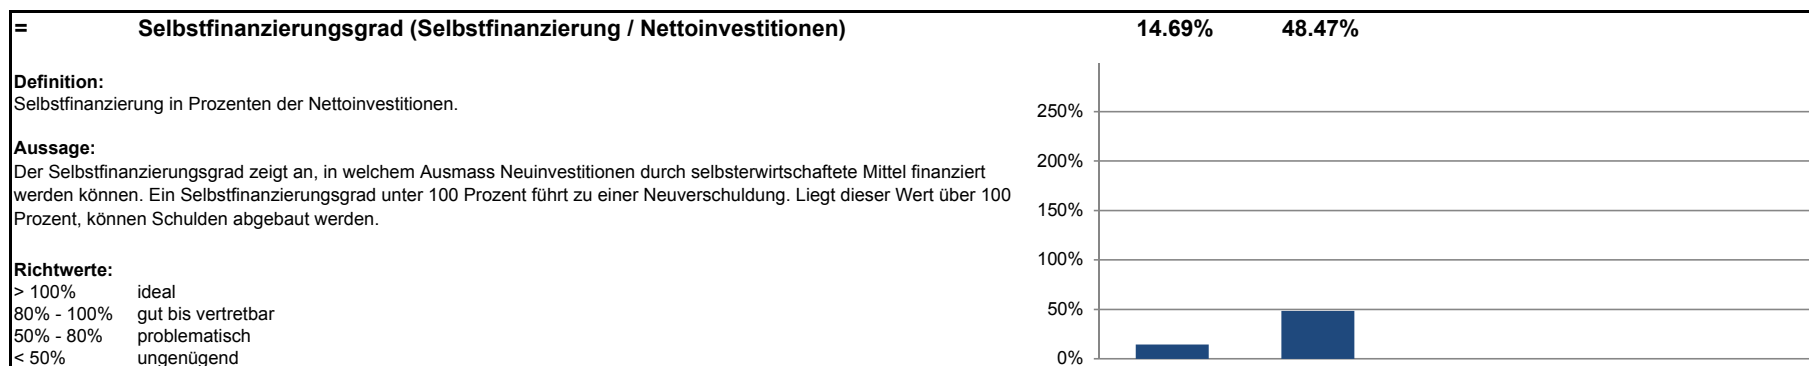 = Selbstfinanzierungsgrad (Selbstfinanzierung / Nettoinvestitionen) 14.69% 48.47%
Definition:
Selbstfinanzierung in Prozenten der Nettoinvestitionen.
Aussage:
Der Selbstfinanzierungsgrad zeigt an, in welchem Ausmass Neuinvestitionen durch selbsterwirtschaftete Mittel finanziert
werden können. Ein Selbstfinanzierungsgrad unter 100 Prozent führt zu einer Neuverschuldung. Liegt dieser Wert über 100
Prozent, können Schulden abgebaut werden.
Richtwerte:
> 100% ideal
80% - 100% gut bis vertretbar
50% - 80% problematisch
< 50% ungenügend
250%
200%
150%
100%
50%
0%